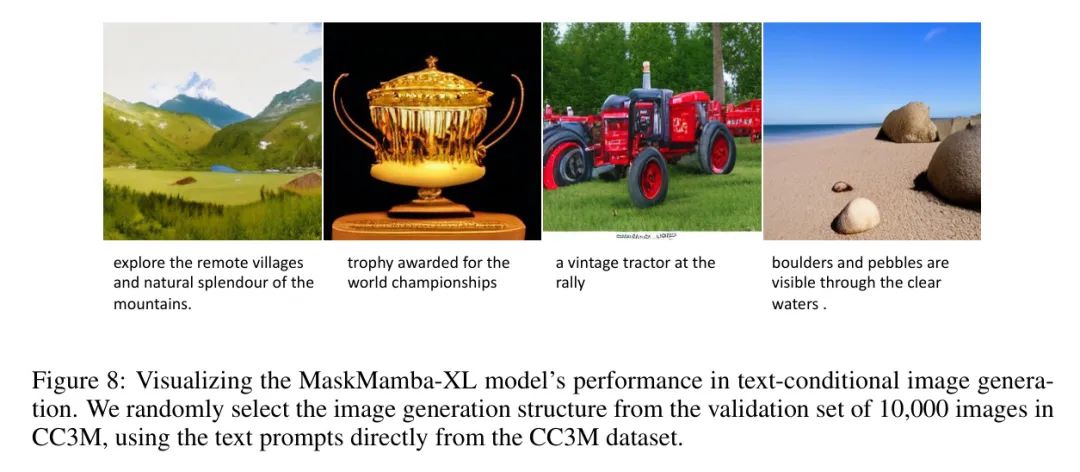 explore the remote villages
and natural splendour of the
mountains.
trophy awarded for the
world championships
a vintage tractor at the
rally
boulders and pebbles are
visible through the clear
waters .
Figure 8: Visualizing the MaskMamba-XL model's performance in text-conditional image genera-
tion. We randomly select the image generation structure from the validation set of 10,000 images in
CC3M, using the text prompts directly from the CC3M dataset.